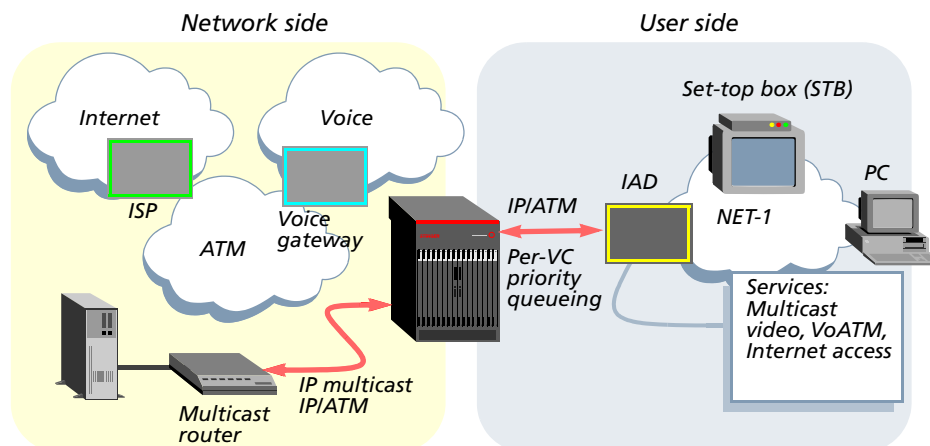 Network side
User side
Internet
Voice
ISP
Voice
gateway
ATM
IP multicast
IP/ATM
Multicast
router
IP/ATM
Per-VC
priority
queueing
IAD
Set-top box (STB)
NET-1
PC
Services:
Multicast
video, VoATM,
Internet access